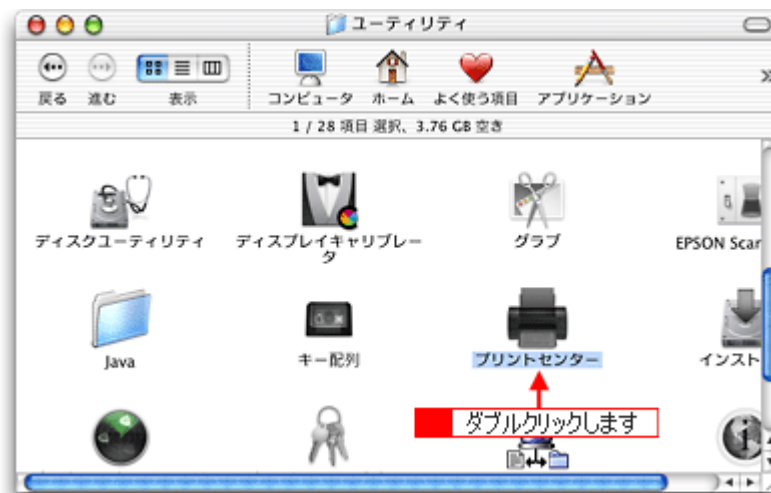 ユーティリティ
戻る 進む 表示 コンピュータ ホーム よく使う項目 アプリケーション
1 / 28 項目 選択、3.76 GB 空き
ディスクユーティリティ
ディスプレイキャリブレー
タ
グラブ
EPSON Scan
Java
キー配列
プリントセンター
インスト
ダブルクリックします